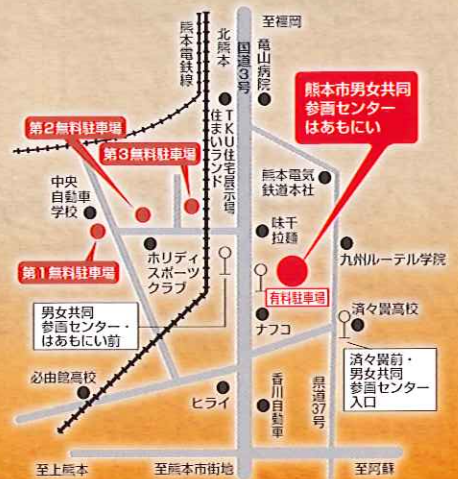 至福岡
熊本電鉄線
北熊本
国道3号
竜山病院
熊本市男女共同
参画センター
はあもにい
第2無料駐車場
第3無料駐車場
TKU住宅展示場
住まいランド
中央
自動車
学校
熊本電気
鉄道本社
味千
拉麺
九州ルーテル学院
第1無料駐車場
ホリディ
スポーツ
クラブ
有料駐車場
男女共同
参画センター・
はあもにい前
ナフコ
済々黌高校
済々黌前・
男女共同
参画センター
入口
必由館高校
ヒライ
香川自動車
県道37号
至上熊本
至熊本市街地
至阿蘇